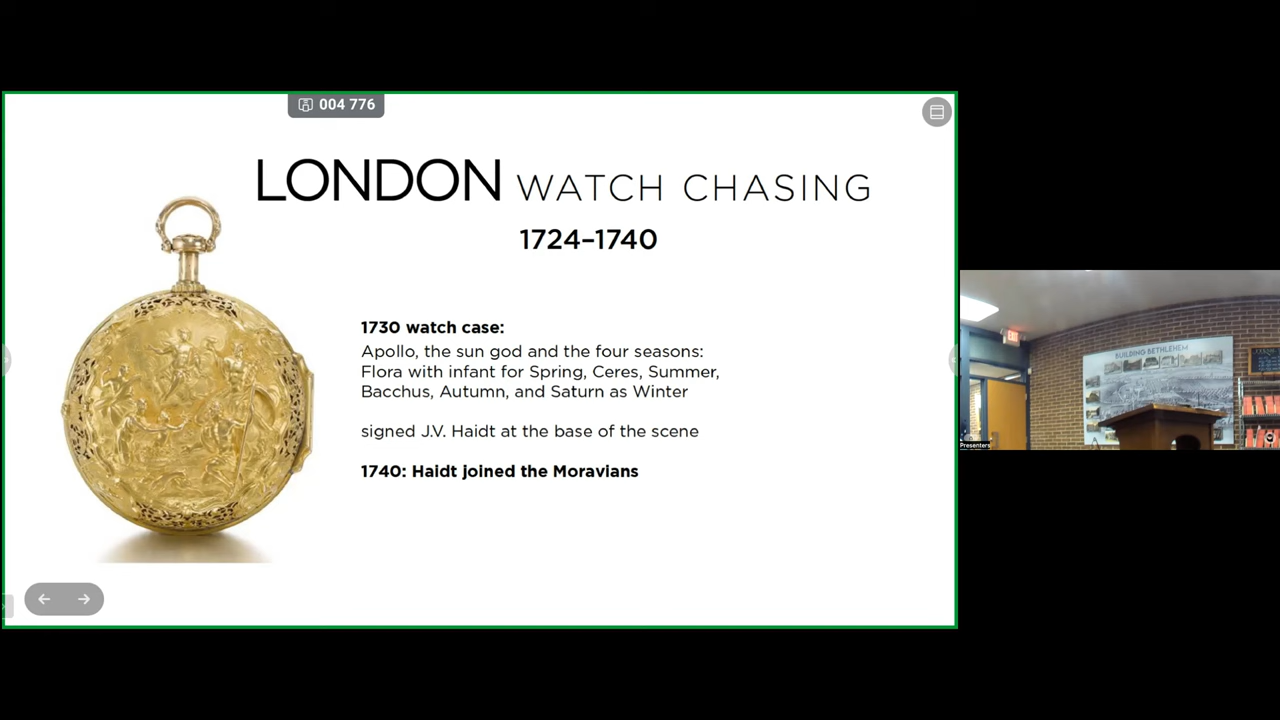 004 776
LONDON WATCH CHASING
1724–1740
1730 watch case:
Apollo, the sun god and the four seasons:
Flora with infant for Spring, Ceres, Summer,
Bacchus, Autumn, and Saturn as Winter
signed J.V. Haidt at the base of the scene
1740: Haidt joined the Moravians
EXIT
BUILDING BETHLEHEM
Presenters